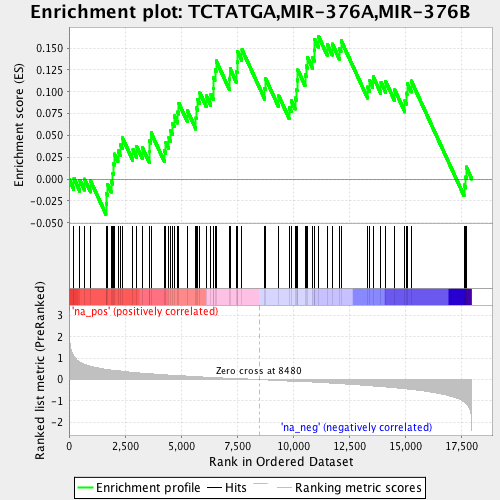 Enrichment plot: TCTATGA,MIR-376A,MIR-376B
Enrichment score (ES)
0.150
0.125
0.100
0.075
0.050
0.025
0.000
-0.025
-0.050
'na_pos' (positively correlated)
Ranked list metric (PreRanked)
3
2
1
0
-1
-2
Zero cross at 8480
'na_neg' (negatively correlated)
0
2,500
5,000
7,500
10,000
12,500
15,000
17,500
Rank in Ordered Dataset
Enrichment profile
Hits
Ranking metric scores